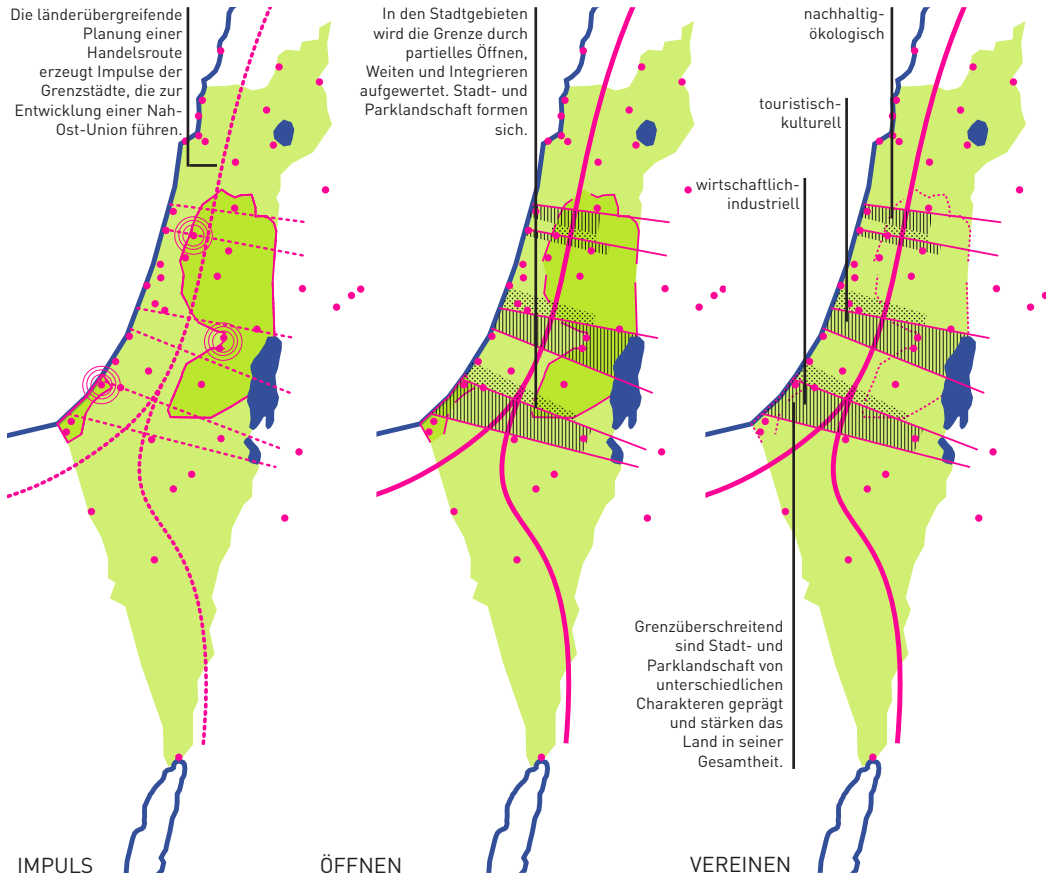 Die länderübergreifende
Planung einer
Handelsroute
erzeugt Impulse der
Grenzstädte, die zur
Entwicklung einer Nah-
Ost-Union führen.
In den Stadtgebieten
wird die Grenze durch
partielles Öffnen,
Weiten und Integrieren
aufgewertet. Stadt- und
Parklandschaft formen
sich.
nachhaltig-
ökologisch
touristisch-
kulturell
wirtschaftlich-
industriell
Grenzüberschreitend
sind Stadt- und
Parklandschaft von
unterschiedlichen
Charakteren geprägt
und stärken das
Land in seiner
Gesamtheit.
IMPULS
ÖFFNEN
VEREINEN